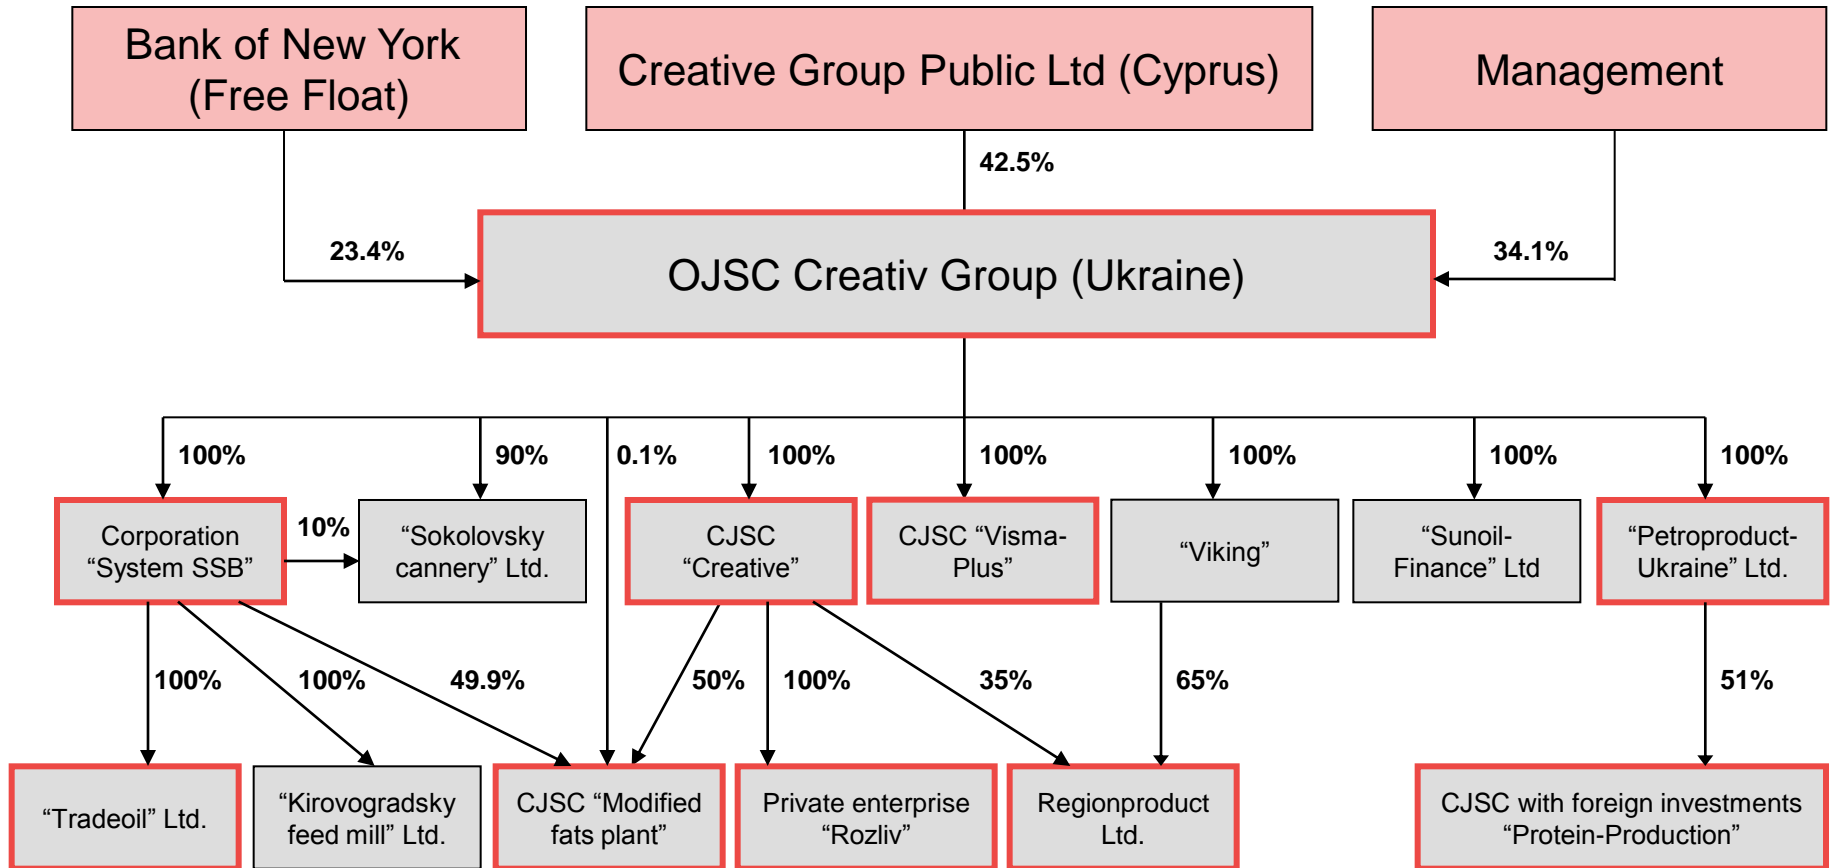 Bank of New York
(Free Float)
Creative Group Public Ltd (Cyprus)
Management
42.5%
23.4%
34.1%
OJSC Creativ Group (Ukraine)
100%
90%
0.1%
100%
100%
100%
100%
100%
Corporation
“System SSB”
10%
“Sokolovsky
cannery” Ltd.
CJSC
“Creative”
CJSC “Visma-
Plus”
“Viking”
“Sunoil-
Finance” Ltd
“Petroproduct-
Ukraine” Ltd.
100%
100%
49.9%
50%
100%
35%
65%
51%
“Tradeoil” Ltd.
“Kirovogradsky
feed mill” Ltd.
CJSC “Modified
fats plant”
Private enterprise
“Rozliv”
Regionproduct
Ltd.
CJSC with foreign investments
“Protein-Production”